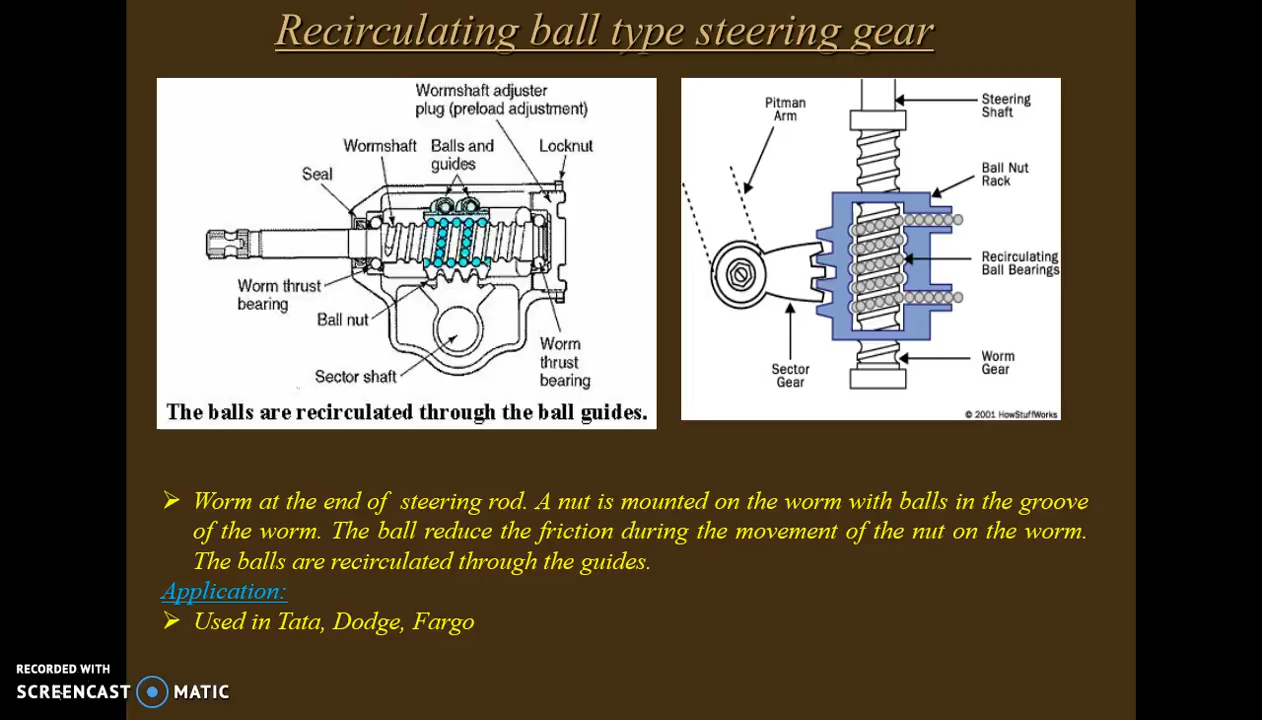 Recirculating ball type steering gear
Wormshaft adjuster
plug (preload adjustment)
Wormshaft
Balls and
guides
Locknut
Seal
Worm thrust
bearing
Ball nut
Sector shaft
Worm
thrust
bearing
The balls are recirculated through the ball guides.
Pitman
Arm
Steering
Shaft
Ball Nut
Rack
Recirculating
Ball Bearings
Sector
Gear
Worm
Gear
© 2001 HowStuffWorks
Worm at the end of steering rod. A nut is mounted on the worm with balls in the groove
of the worm. The ball reduce the friction during the movement of the nut on the worm.
The balls are recirculated through the guides.
Application:
Used in Tata, Dodge, Fargo
RECORDED WITH
SCREENCAST MATIC